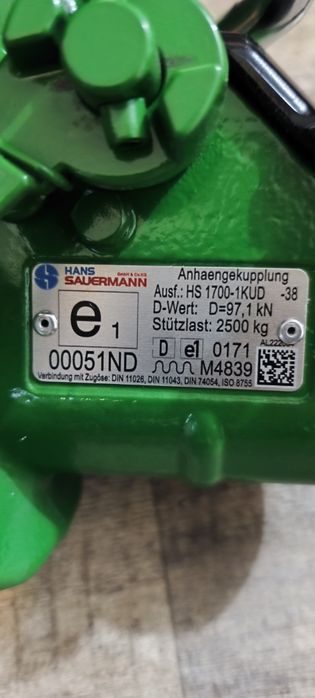 HANS
SAUERMANN
GmbH & Co.KG
Anhaengekupplung
Ausf.: HS 1700-1KUD -38
D-Wert: D=97,1 kN
Stützlast: 2500 kg
e1
00051ND
D e1 0171
M4839
Verbindung mit Zugöse: DIN 11026, DIN 11043, DIN 74054, ISO 8755